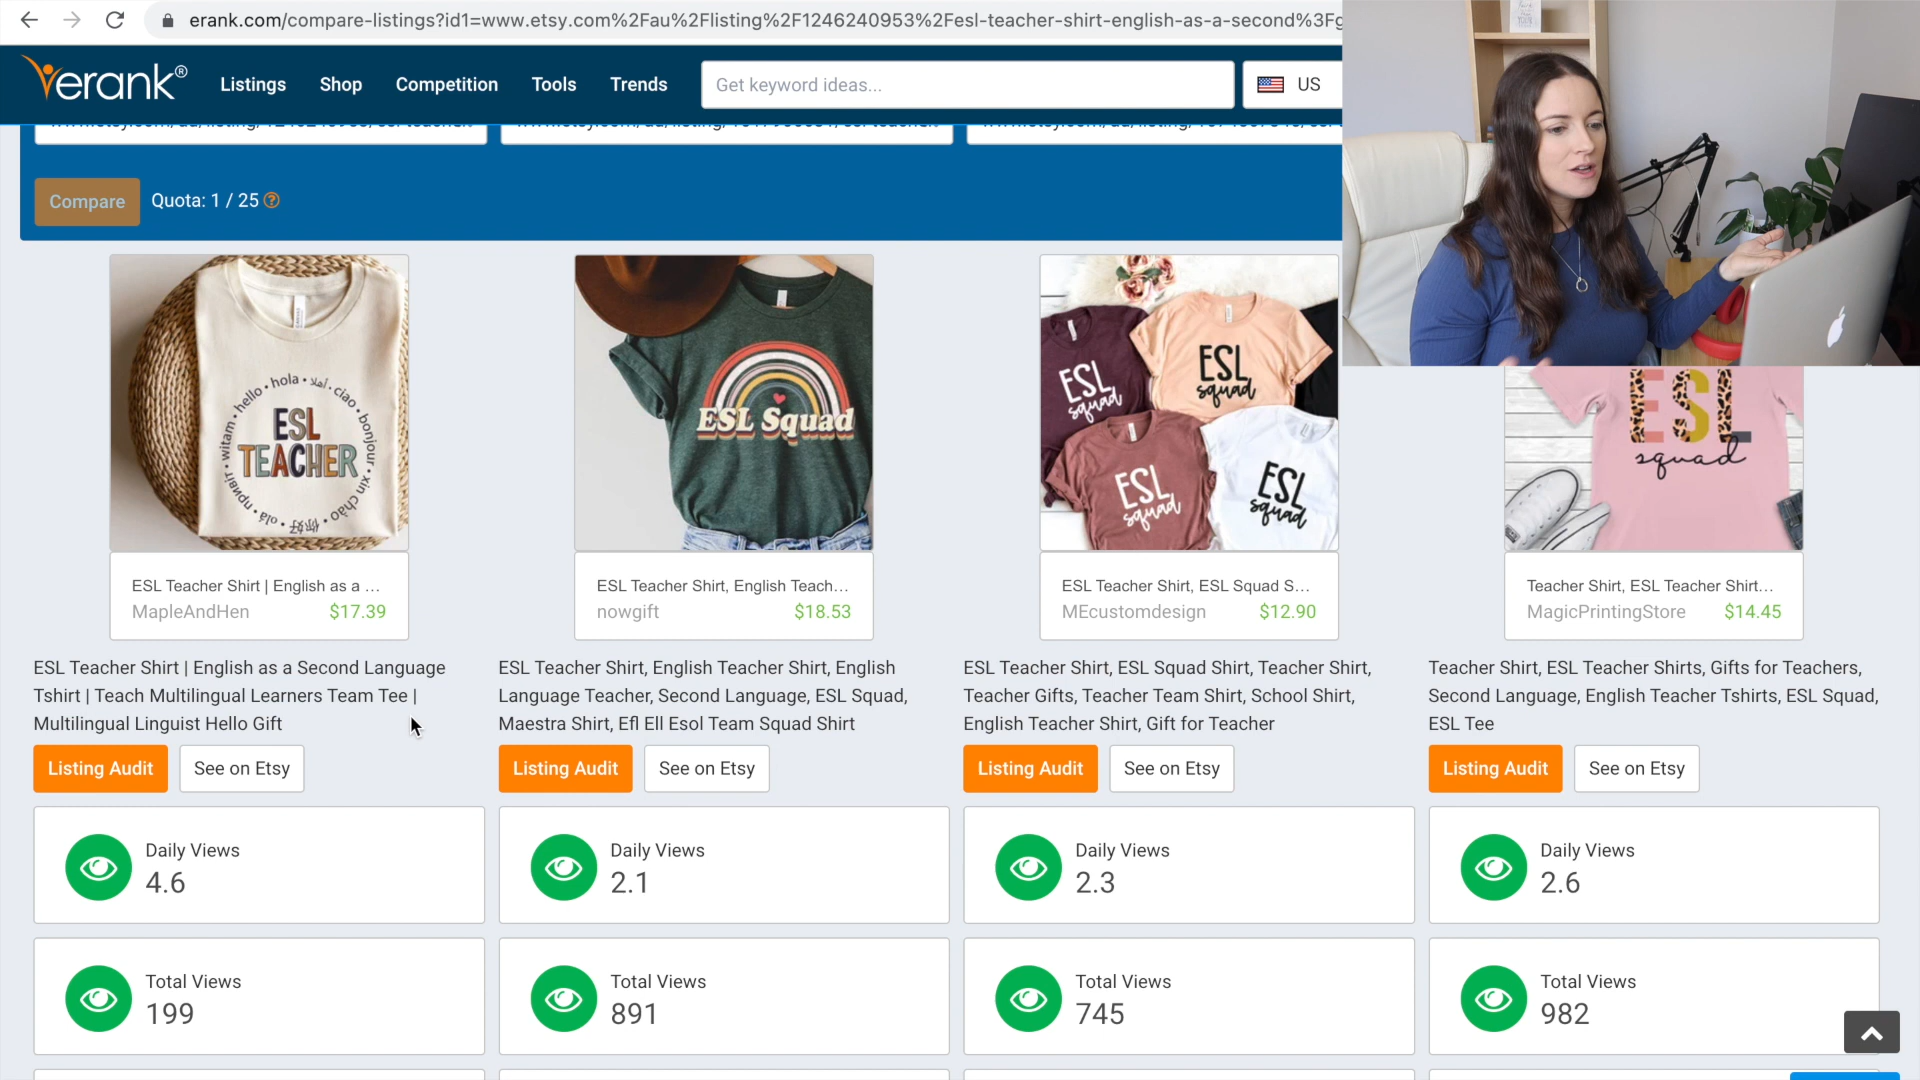 erank.com/compare-listings?id1=www.etsy.com%2Fau%2Flisting%2F1246240953%2Fesl-teacher-shirt-english-as-a-second%3Fg
erank®
Listings
Shop
Competition
Tools
Trends
Get keyword ideas...
US
Compare
Quota: 1 / 25
hello • hola • أهلا • ciao • bonjour • xin chào • 你好 • olá • привіт • witam •
ESL
TEACHER
ESL Squad
ESL
squad
ESL
squad
ESL
squad
ESL
squad
ESL
squad
ESL Teacher Shirt | English as a ...
MapleAndHen
$17.39
ESL Teacher Shirt, English Teach...
nowgift
$18.53
ESL Teacher Shirt, ESL Squad S...
MEcustomdesign
$12.90
Teacher Shirt, ESL Teacher Shirt...
MagicPrintingStore
$14.45
ESL Teacher Shirt | English as a Second Language
Tshirt | Teach Multilingual Learners Team Tee |
Multilingual Linguist Hello Gift
ESL Teacher Shirt, English Teacher Shirt, English
Language Teacher, Second Language, ESL Squad,
Maestra Shirt, Efl Ell Esol Team Squad Shirt
ESL Teacher Shirt, ESL Squad Shirt, Teacher Shirt,
Teacher Gifts, Teacher Team Shirt, School Shirt,
English Teacher Shirt, Gift for Teacher
Teacher Shirt, ESL Teacher Shirts, Gifts for Teachers,
Second Language, English Teacher Tshirts, ESL Squad,
ESL Tee
Listing Audit
See on Etsy
Listing Audit
See on Etsy
Listing Audit
See on Etsy
Listing Audit
See on Etsy
Daily Views
4.6
Daily Views
2.1
Daily Views
2.3
Daily Views
2.6
Total Views
199
Total Views
891
Total Views
745
Total Views
982